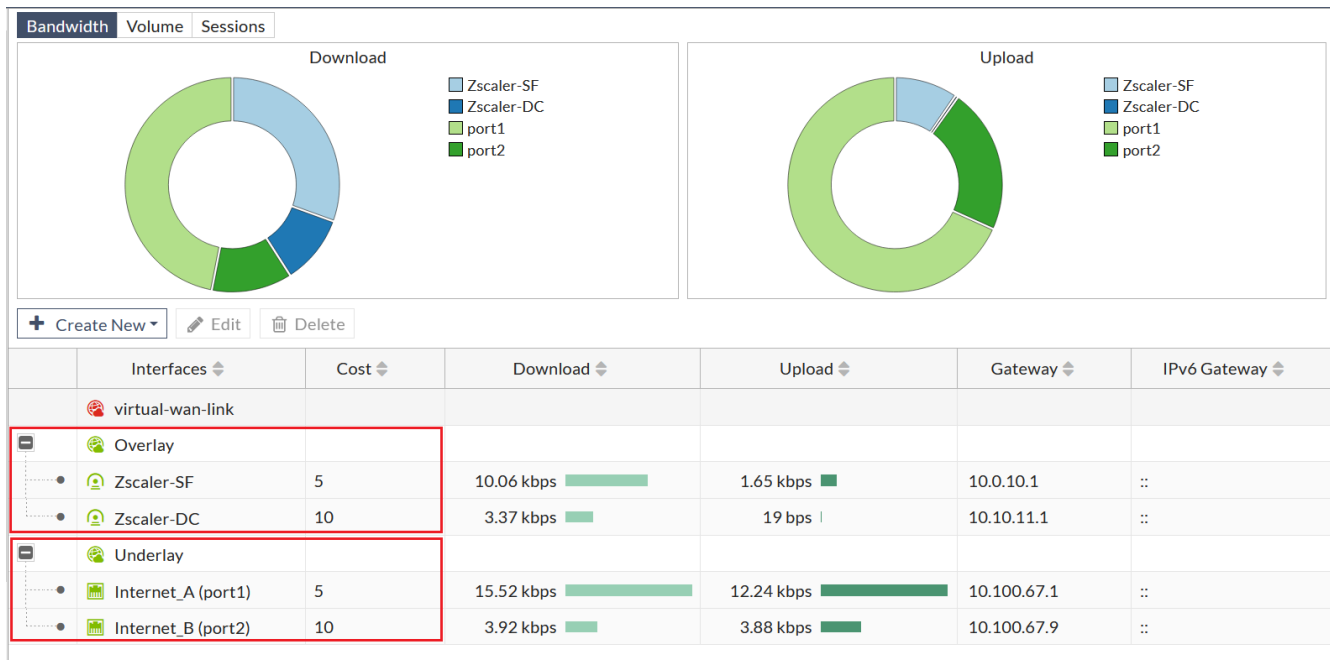 Bandwidth Volume Sessions
Download
Zscaler-SF
Zscaler-DC
port1
port2
Upload
Zscaler-SF
Zscaler-DC
port1
port2
+ Create New Edit Delete
Interfaces Cost Download Upload Gateway IPv6 Gateway
virtual-wan-link
Overlay
Zscaler-SF 5 10.06 kbps 1.65 kbps 10.0.10.1 ::
Zscaler-DC 10 3.37 kbps 19 bps 10.10.11.1 ::
Underlay
Internet_A (port1) 5 15.52 kbps 12.24 kbps 10.100.67.1 ::
Internet_B (port2) 10 3.92 kbps 3.88 kbps 10.100.67.9 ::